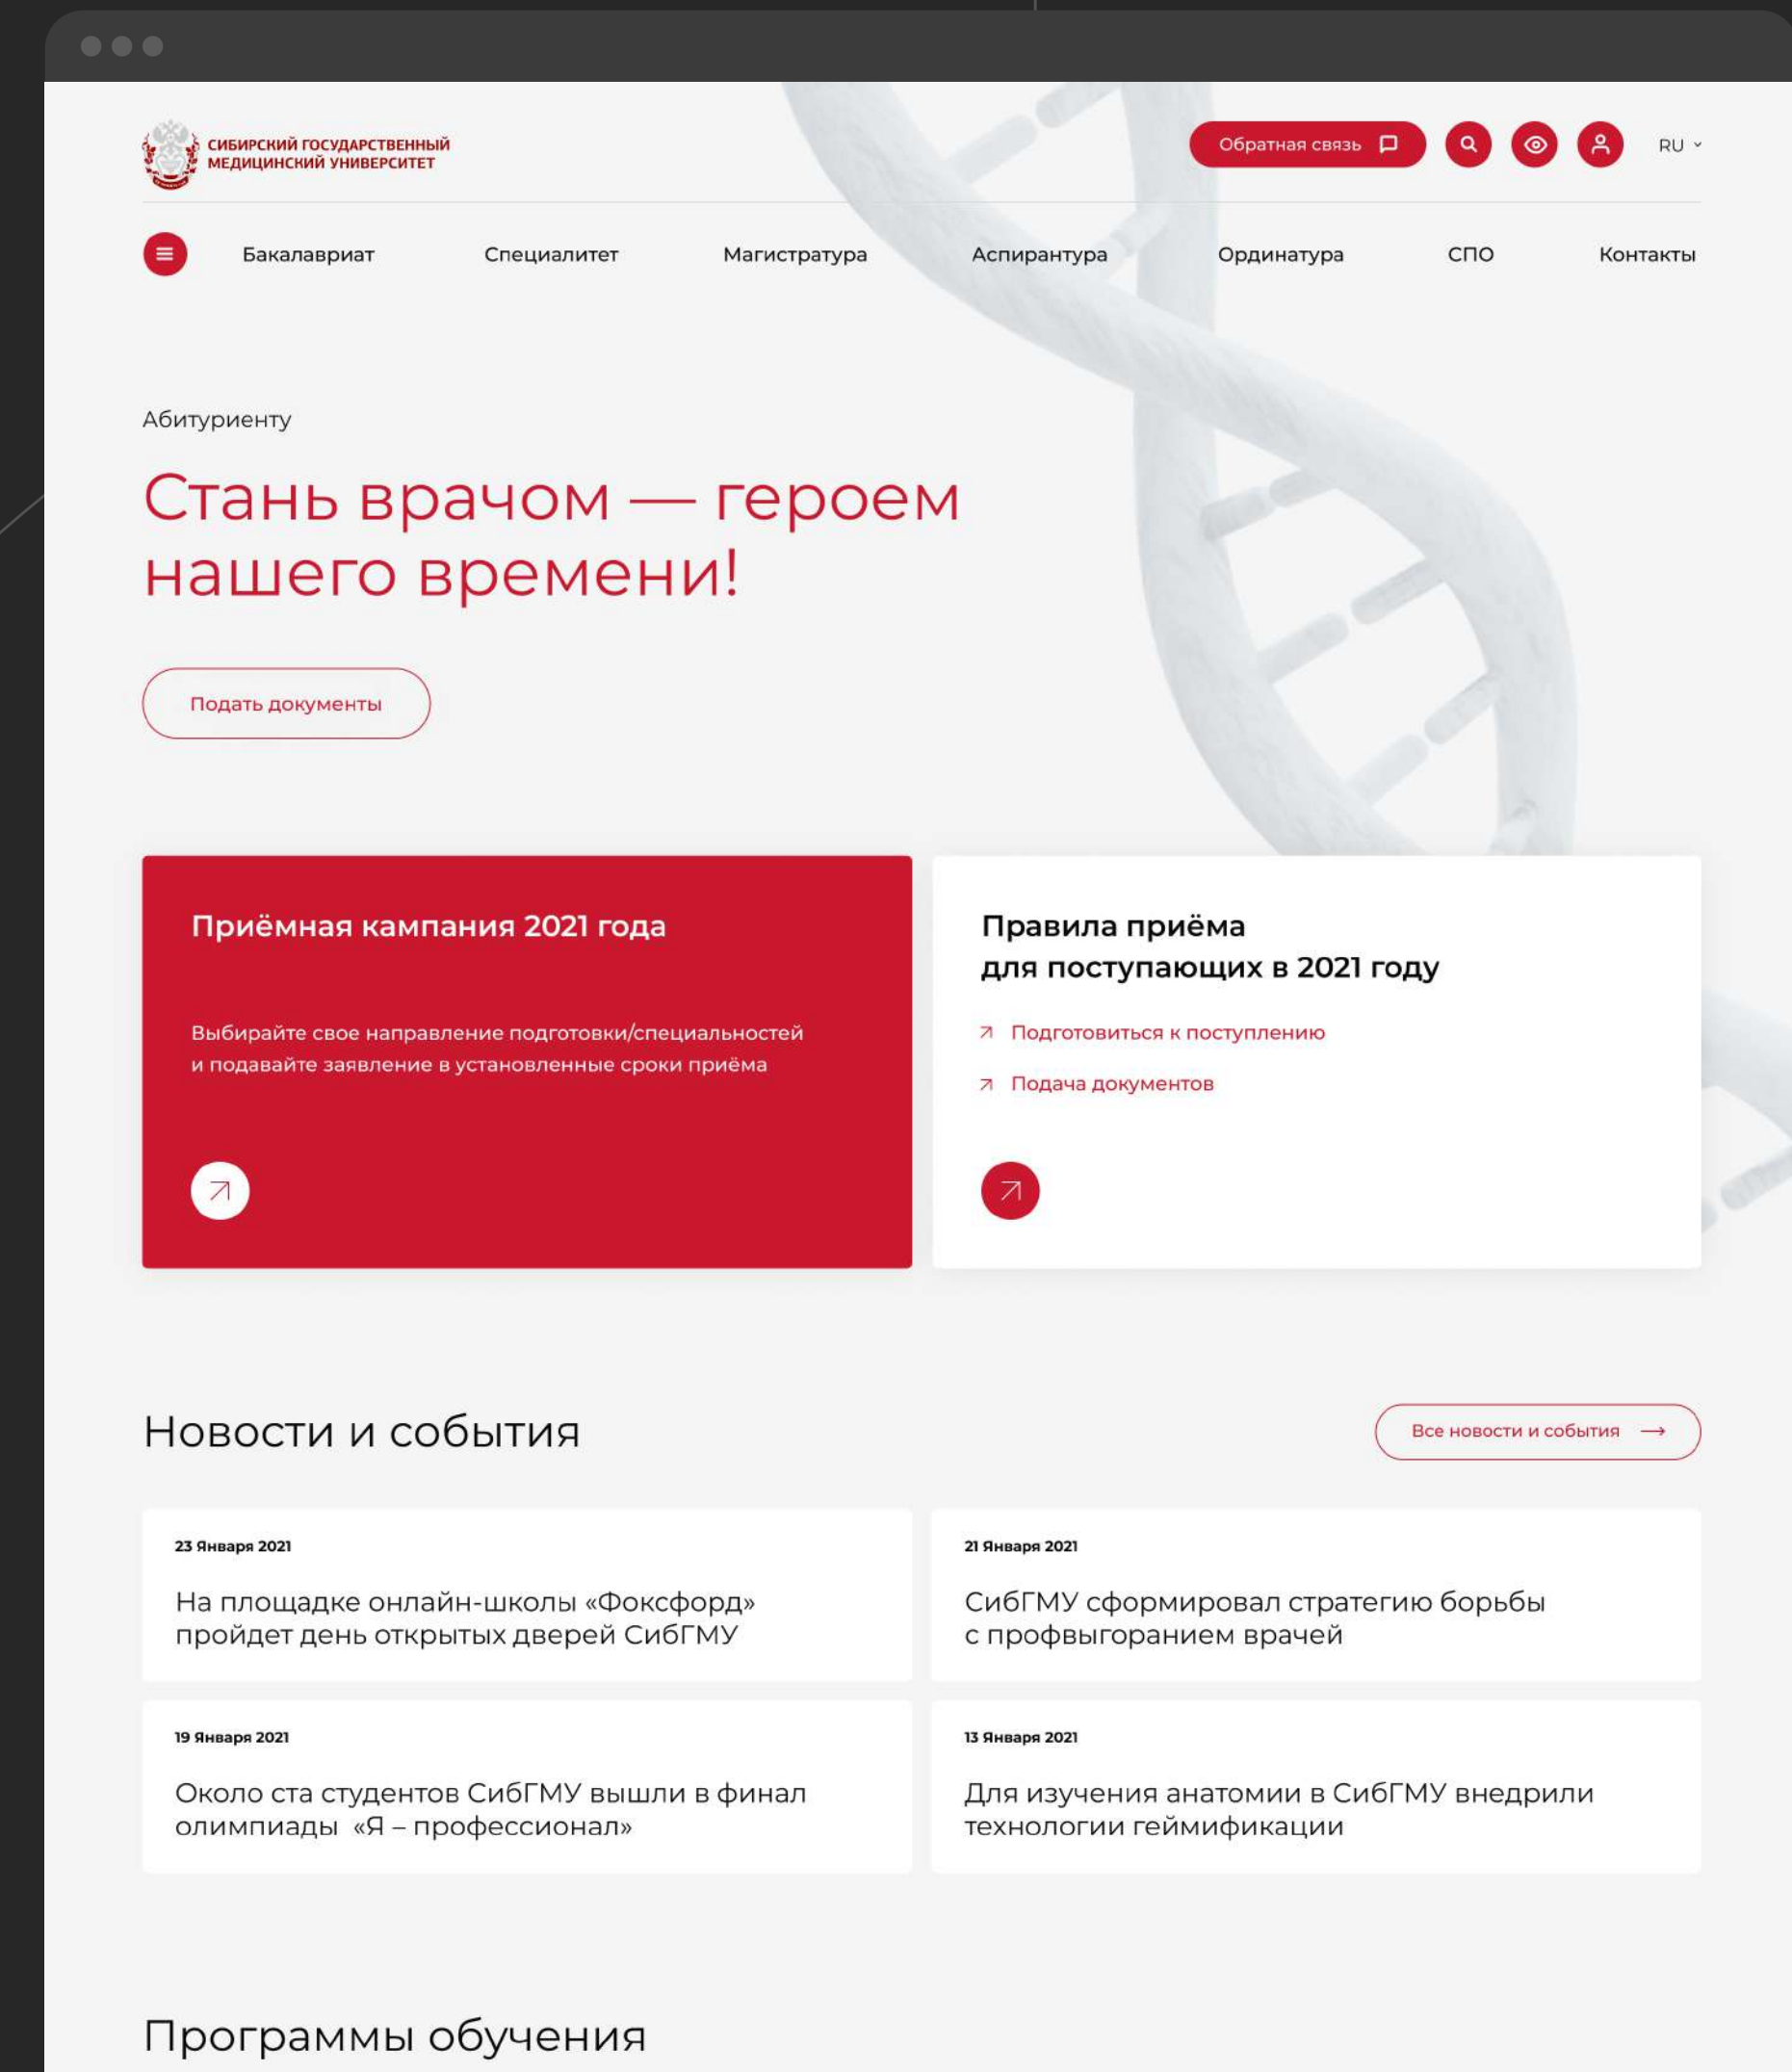 СИБИРСКИЙ ГОСУДАРСТВЕННЫЙ
МЕДИЦИНСКИЙ УНИВЕРСИТЕТ
Обратная связь
RU
Бакалавриат
Специалитет
Магистратура
Аспирантура
Ординатура
СПО
Контакты
Абитуриенту
Стань врачом — героем
нашего времени!
Подать документы
Приёмная кампания 2021 года
Выбирайте свое направление подготовки/специальностей
и подавайте заявление в установленные сроки приёма
Правила приёма
для поступающих в 2021 году
Подготовиться к поступлению
Подача документов
Новости и события
Все новости и события
23 Января 2021
На площадке онлайн-школы «Фоксфорд»
пройдет день открытых дверей СибГМУ
21 Января 2021
СибГМУ сформировал стратегию борьбы
с профвыгоранием врачей
19 Января 2021
Около ста студентов СибГМУ вышли в финал
олимпиады «Я – профессионал»
13 Января 2021
Для изучения анатомии в СибГМУ внедрили
технологии геймификации
Программы обучения